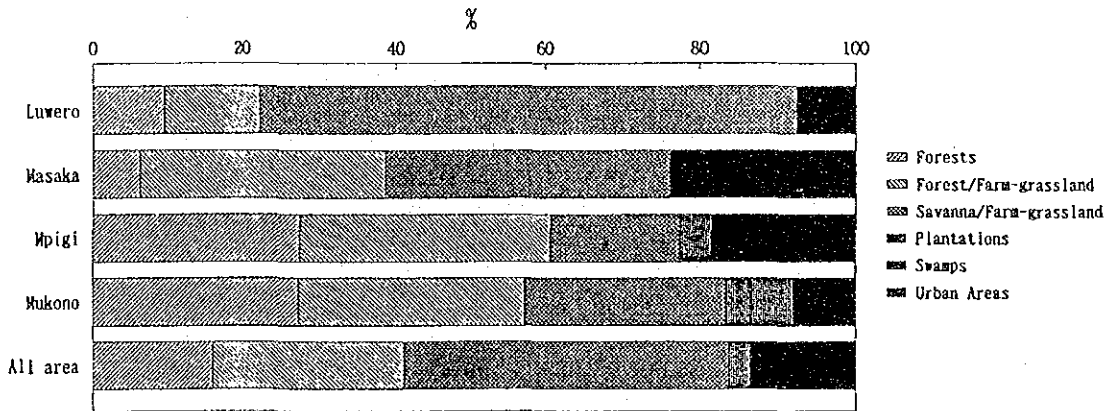 %
0 20 40 60 80 100
Luwero
Masaka
Mpigi
Mukono
All area
Forests
Forest/Farm-grassland
Savanna/Farm-grassland
Plantations
Swamps
Urban Areas